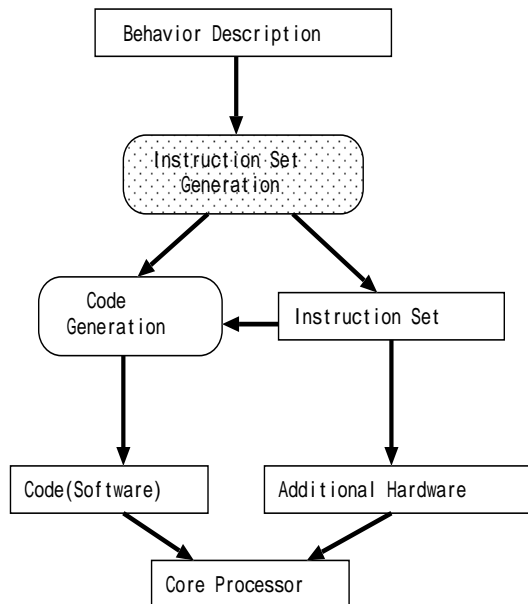 Behavior Description
Instruction Set
Generation
Code
Generation
Instruction Set
Code(Software)
Additional Hardware
Core Processor